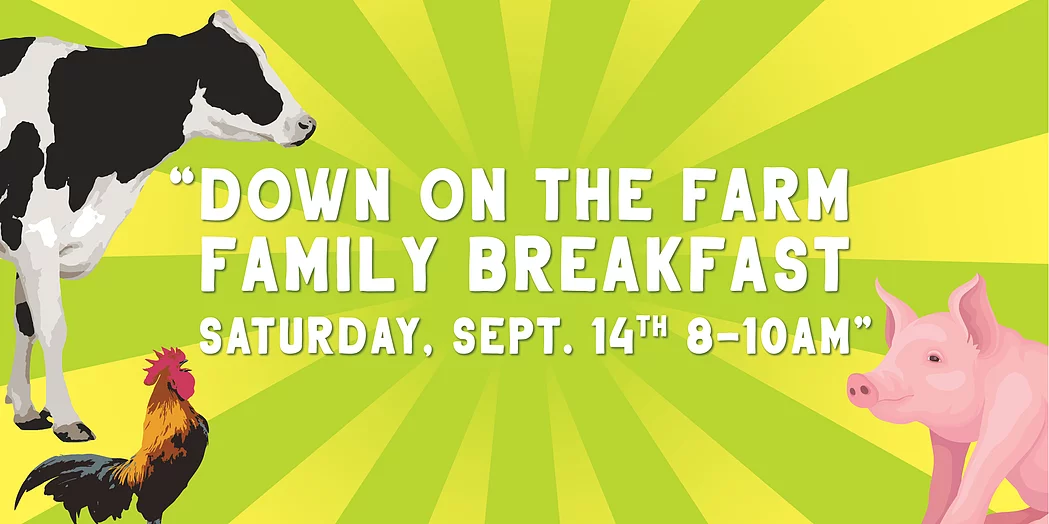 “DOWN ON THE FARM
FAMILY BREAKFAST
SATURDAY, SEPT. 14TH 8–10AM”